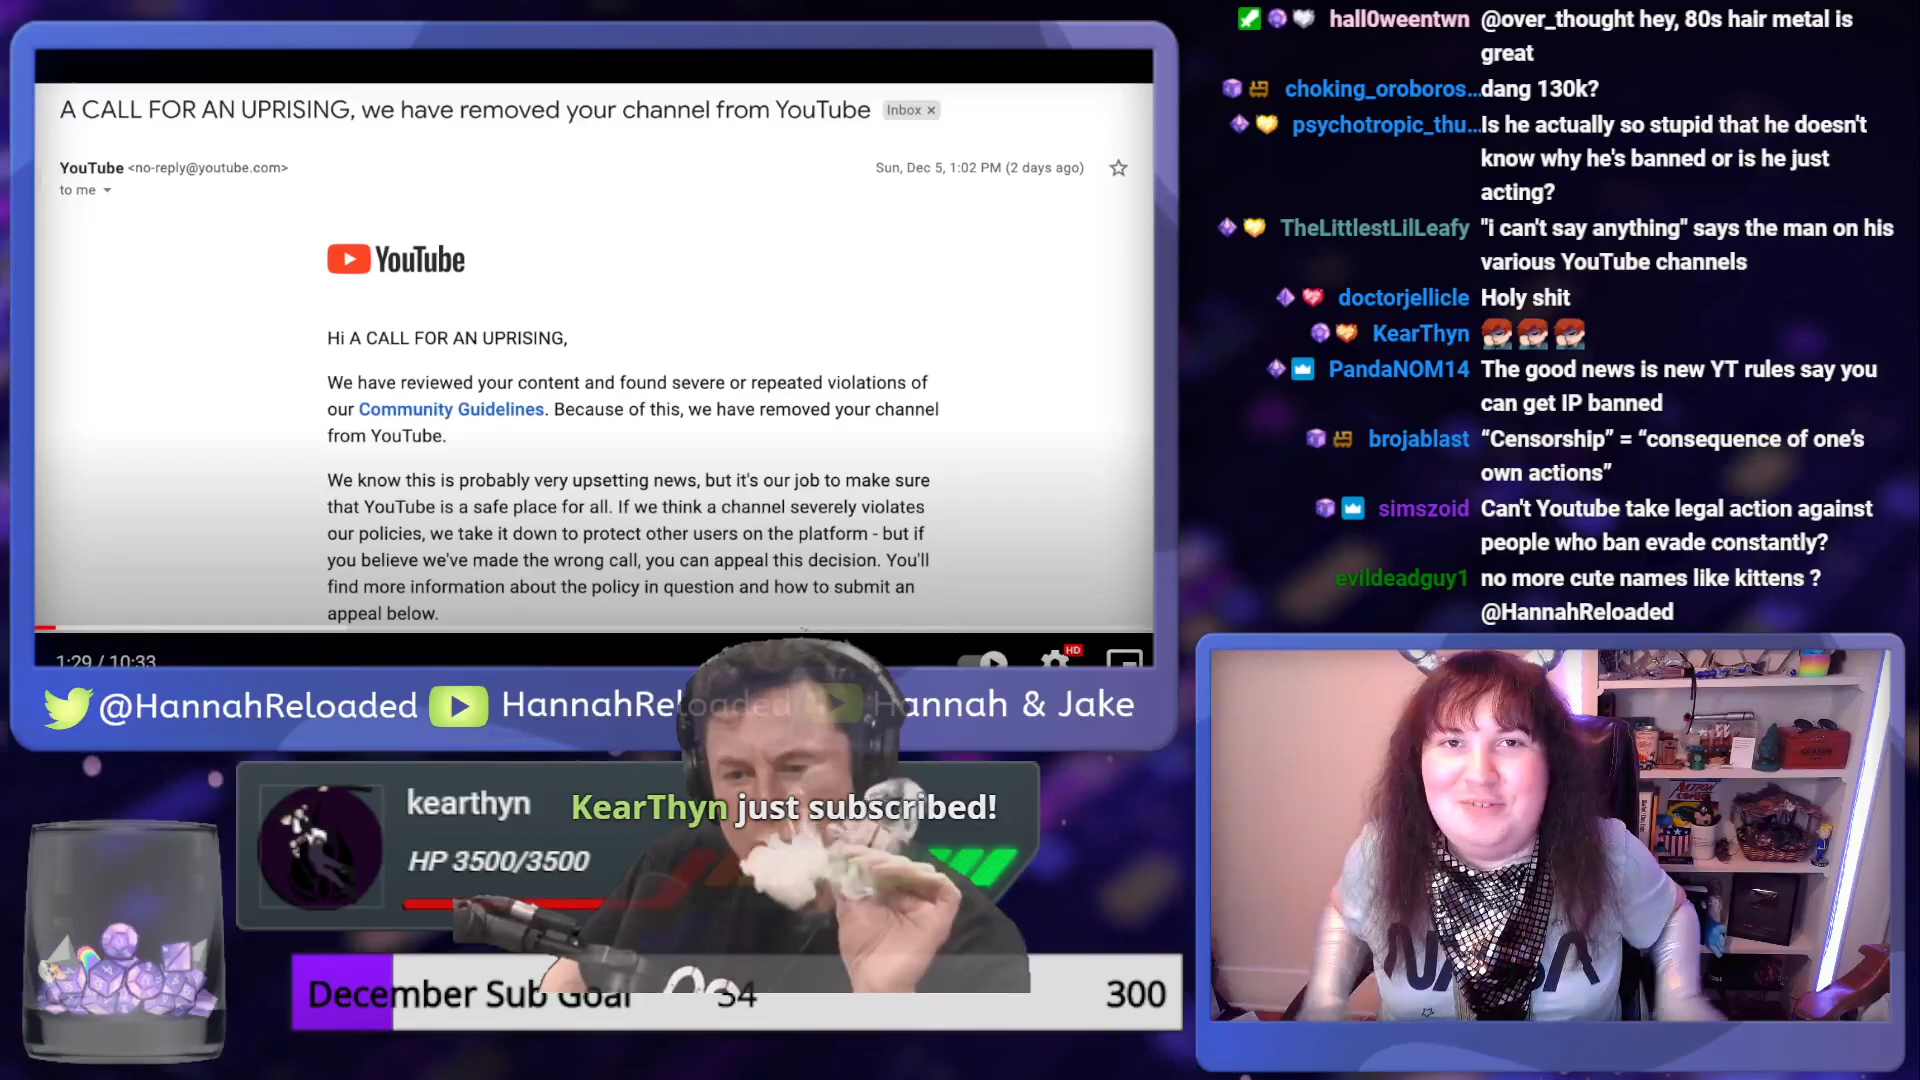 A CALL FOR AN UPRISING, we have removed your channel from YouTube Inbox ×
YouTube <no-reply@youtube.com>
Sun, Dec 5, 1:02 PM (2 days ago)
to me
YouTube
Hi A CALL FOR AN UPRISING,
We have reviewed your content and found severe or repeated violations of
our Community Guidelines. Because of this, we have removed your channel
from YouTube.
We know this is probably very upsetting news, but it's our job to make sure
that YouTube is a safe place for all. If we think a channel severely violates
our policies, we take it down to protect other users on the platform - but if
you believe we've made the wrong call, you can appeal this decision. You'll
find more information about the policy in question and how to submit an
appeal below.
1:29 / 10:33
HD
@HannahReloaded HannahReloaded Hannah & Jake
kearthyn
KearThyn just subscribed!
HP 3500/3500
December Sub Goal 34 300
hall0weentwn @over_thought hey, 80s hair metal is
great
choking_oroboros... dang 130k?
psychotropic_thu... Is he actually so stupid that he doesn't
know why he's banned or is he just
acting?
TheLittlestLilLeafy "i can't say anything" says the man on his
various YouTube channels
doctorjellicle Holy shit
KearThyn
PandaNOM14 The good news is new YT rules say you
can get IP banned
brojablast “Censorship” = “consequence of one’s
own actions”
simszoid Can't Youtube take legal action against
people who ban evade constantly?
evildeadguy1 no more cute names like kittens ?
@HannahReloaded
ACTION
COMICS
NASA